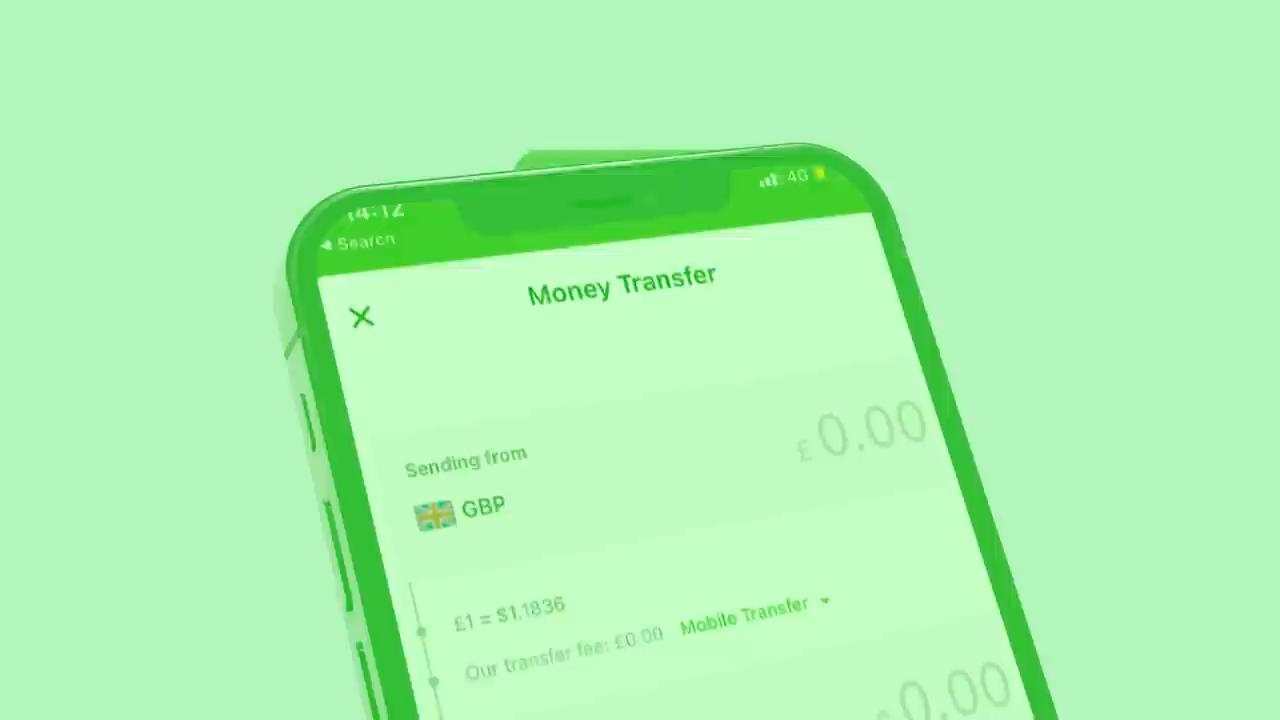 14:12
4G
Search
Money Transfer
Sending from
£0.00
GBP
£1 = $1.1836
Our transfer fee: £0.00 Mobile Transfer
0.00